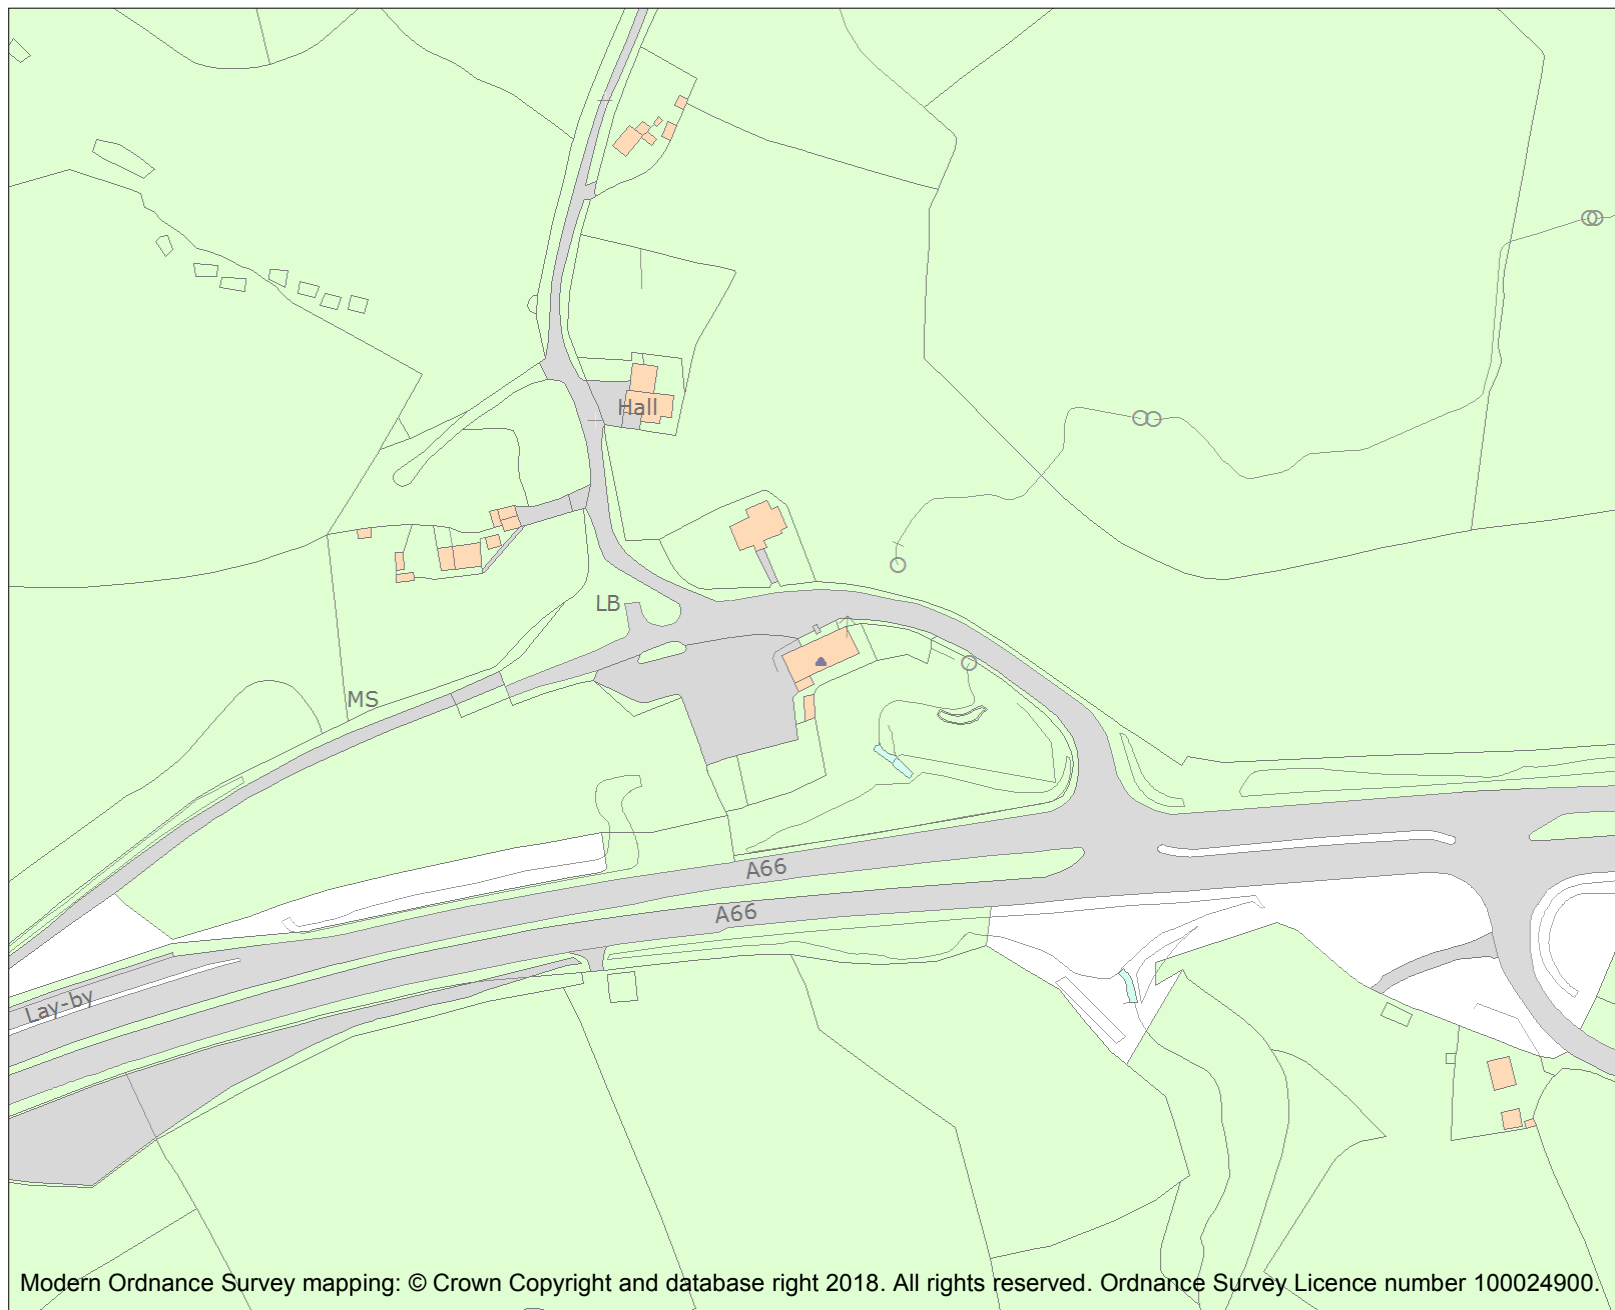 Hall
LB
MS
A66
A66
Lay-by
Modern Ordnance Survey mapping: © Crown Copyright and database right 2018. All rights reserved. Ordnance Survey Licence number 100024900.